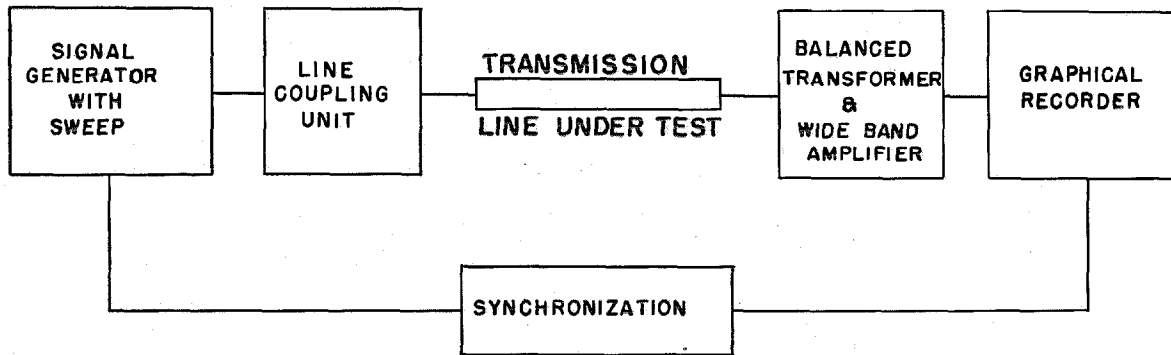 SIGNAL
GENERATOR
WITH
SWEEP
LINE
COUPLING
UNIT
TRANSMISSION
LINE UNDER TEST
BALANCED
TRANSFORMER
&
WIDE BAND
AMPLIFIER
GRAPHICAL
RECORDER
SYNCHRONIZATION